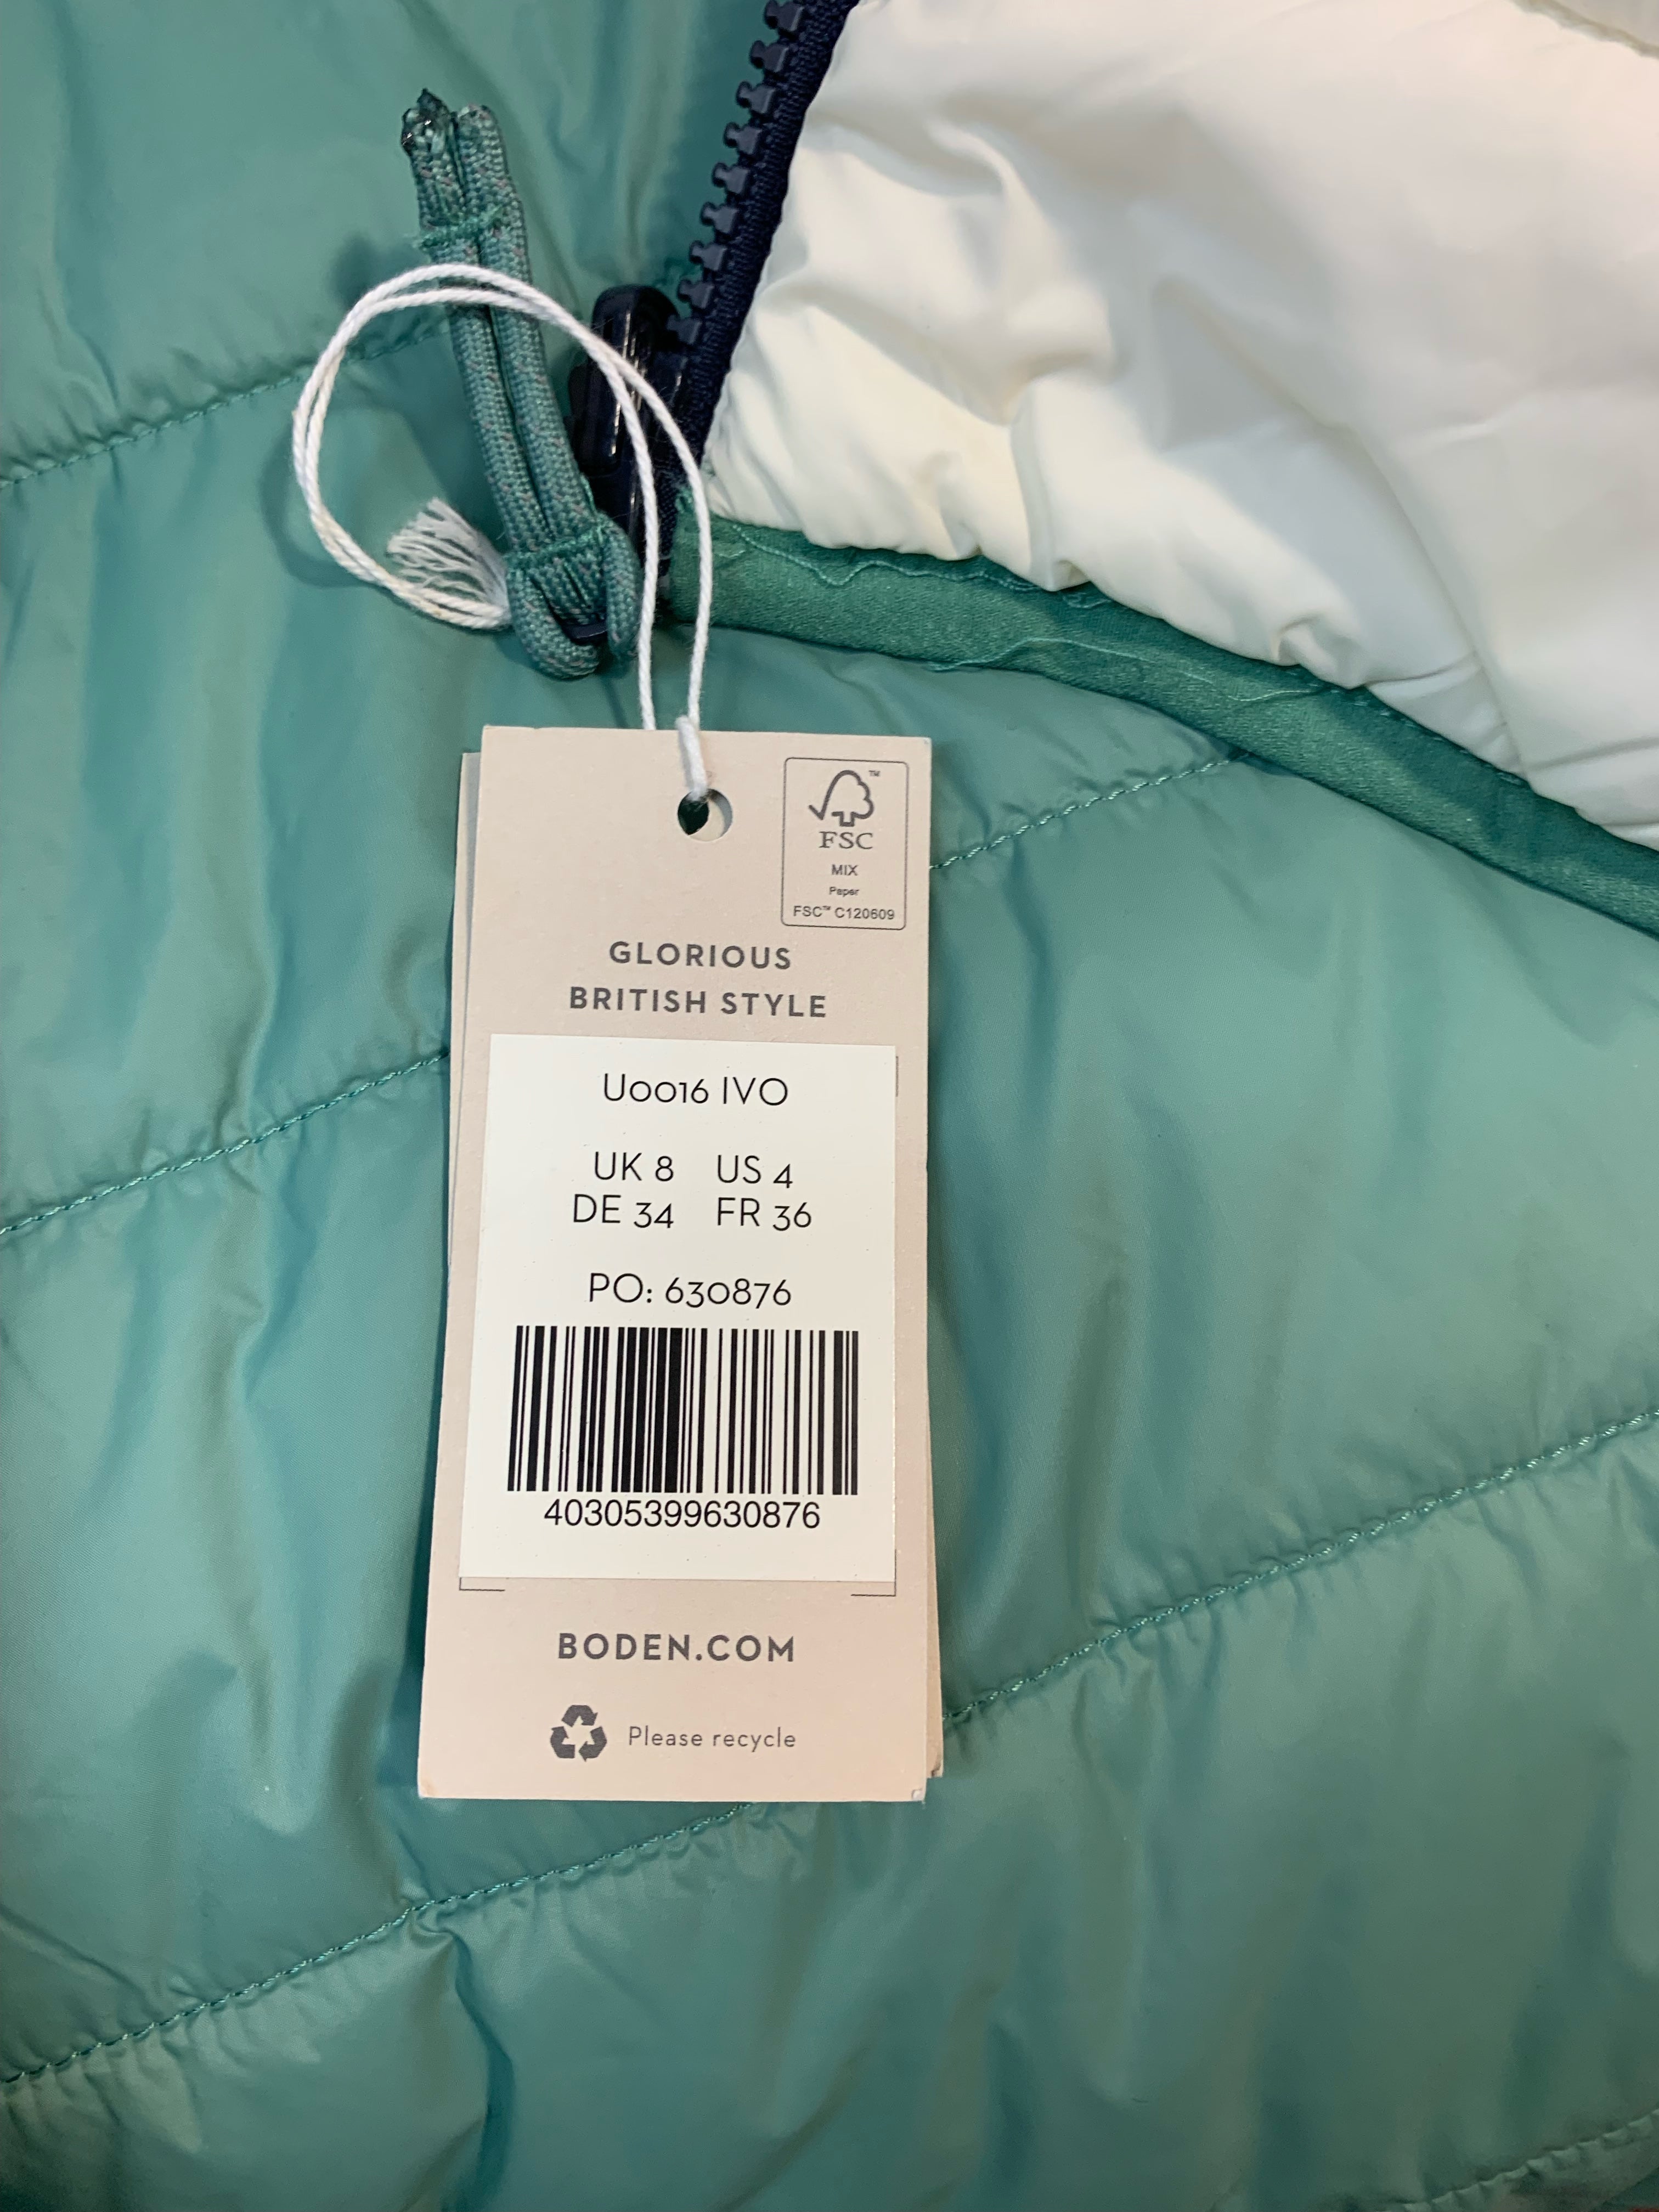 ™
FSC
MIX
Paper
FSC™ C120609
GLORIOUS
BRITISH STYLE
U0016 IVO
UK 8 US 4
DE 34 FR 36
PO: 630876
40305399630876
BODEN.COM
Please recycle